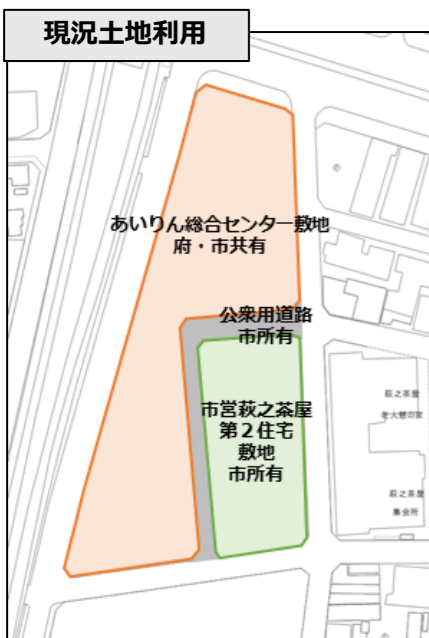 現況土地利用
あいりん総合センター敷地
府・市共有
公衆用道路
市所有
市営萩之茶屋
第２住宅
敷地
市所有
萩之茶屋
老人憩の家
萩之茶屋
集会所